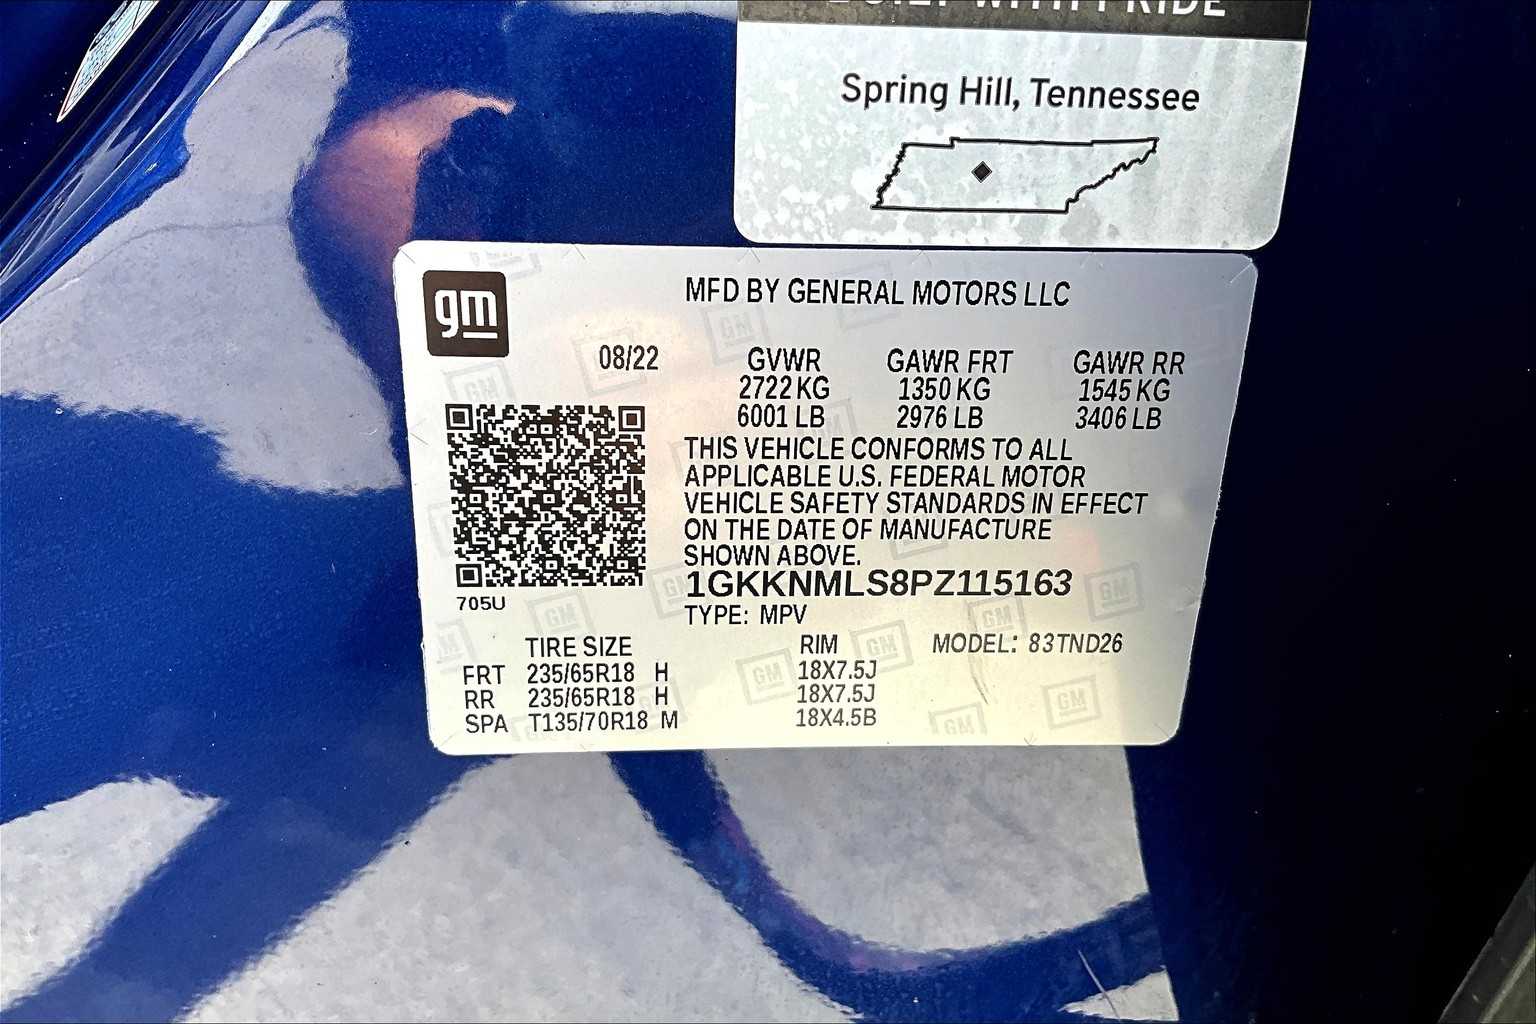 BUILT WITH PRIDE
Spring Hill, Tennessee
gm
MFD BY GENERAL MOTORS LLC
08/22 GVWR GAWR FRT GAWR RR
2722 KG 1350 KG 1545 KG
6001 LB 2976 LB 3406 LB
THIS VEHICLE CONFORMS TO ALL
APPLICABLE U.S. FEDERAL MOTOR
VEHICLE SAFETY STANDARDS IN EFFECT
ON THE DATE OF MANUFACTURE
SHOWN ABOVE.
1GKKNMLS8PZ115163
705U
TYPE: MPV
TIRE SIZE RIM MODEL: 83TND26
FRT 235/65R18 H 18X7.5J
RR 235/65R18 H 18X7.5J
SPA T135/70R18 M 18X4.5B